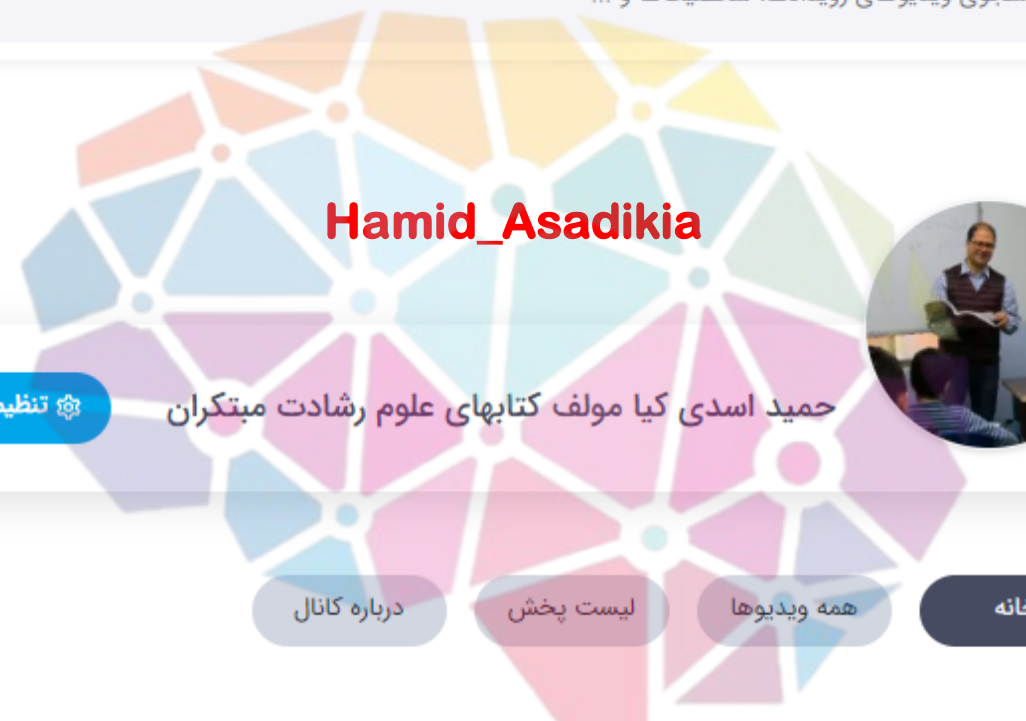 Hamid_Asadikia
حمید اسدی کیا مولف کتابهای علوم رشادت مبتکران
همه ویدیوها
لیست پخش
درباره کانال